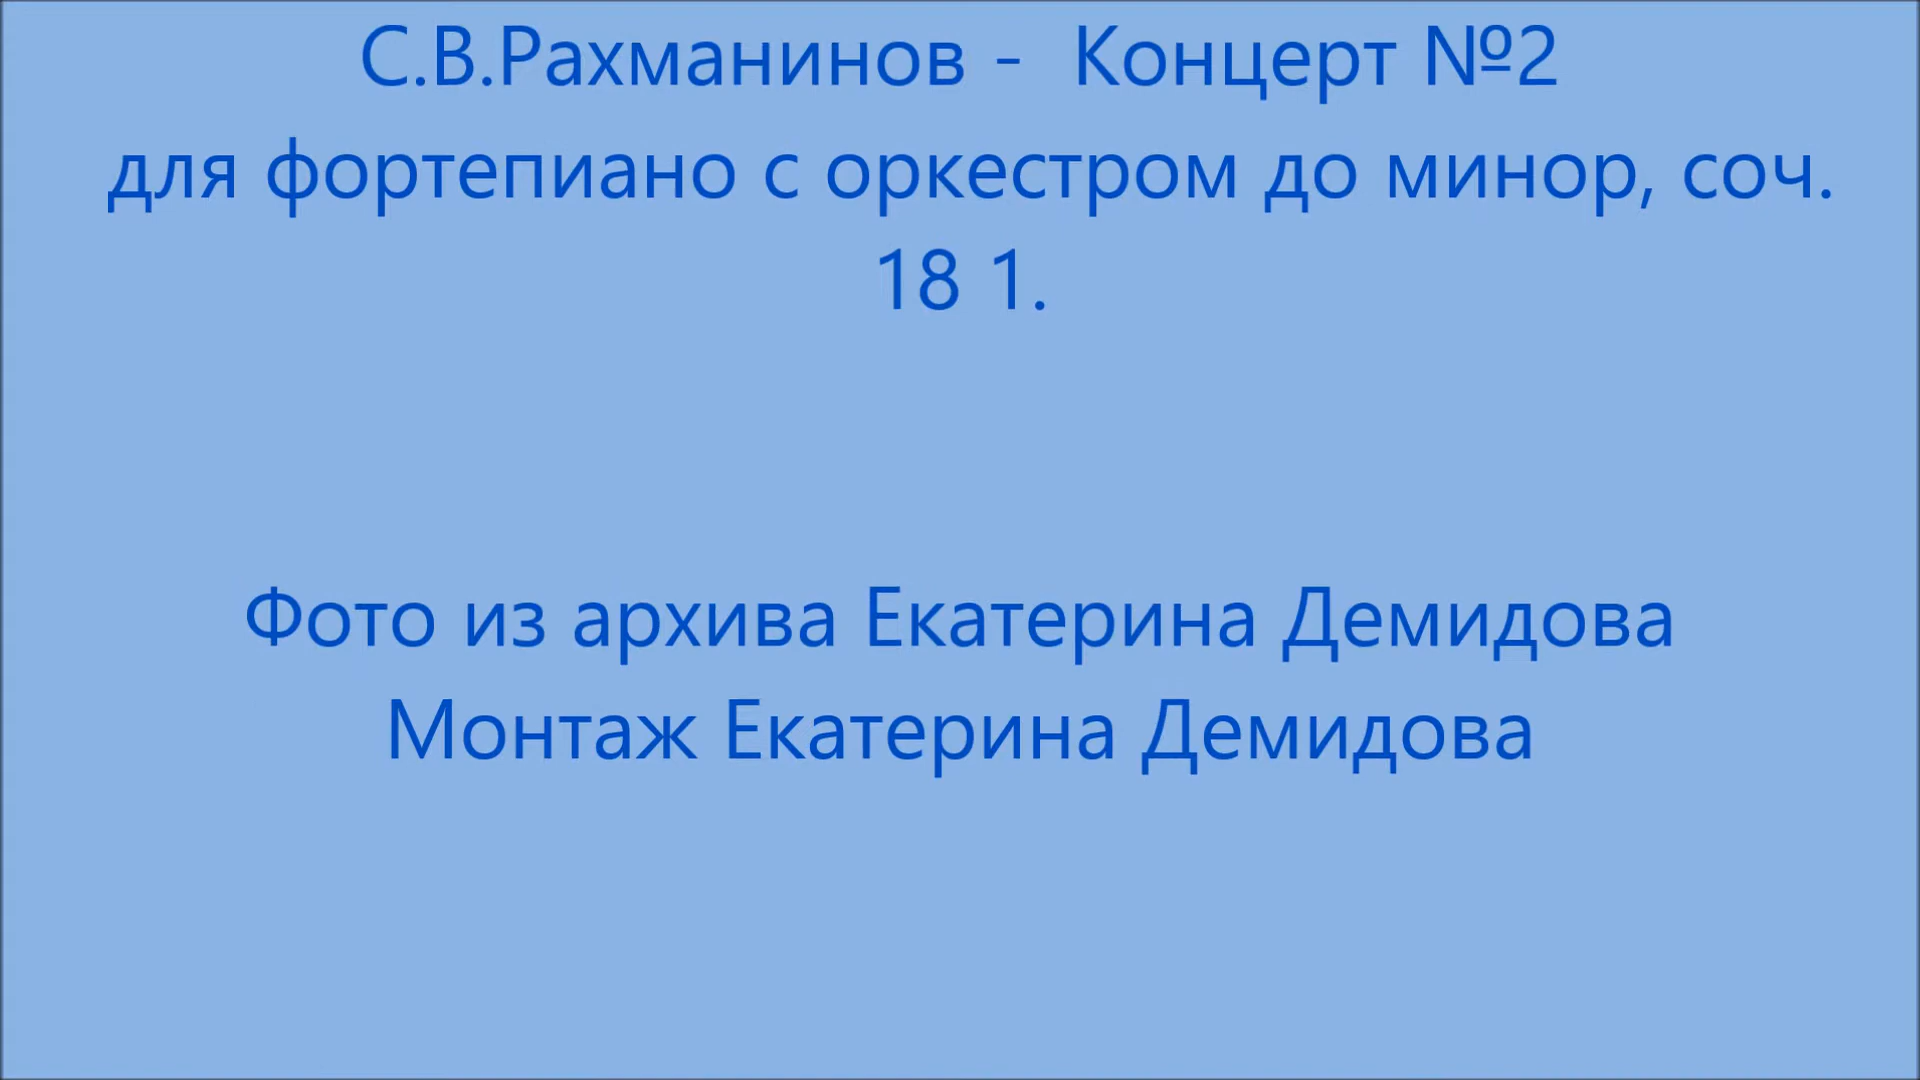 С.В.Рахманинов -  Концерт №2
для фортепиано с оркестром до минор, соч.
18 1.
Фото из архива Екатерина Демидова
Монтаж Екатерина Демидова